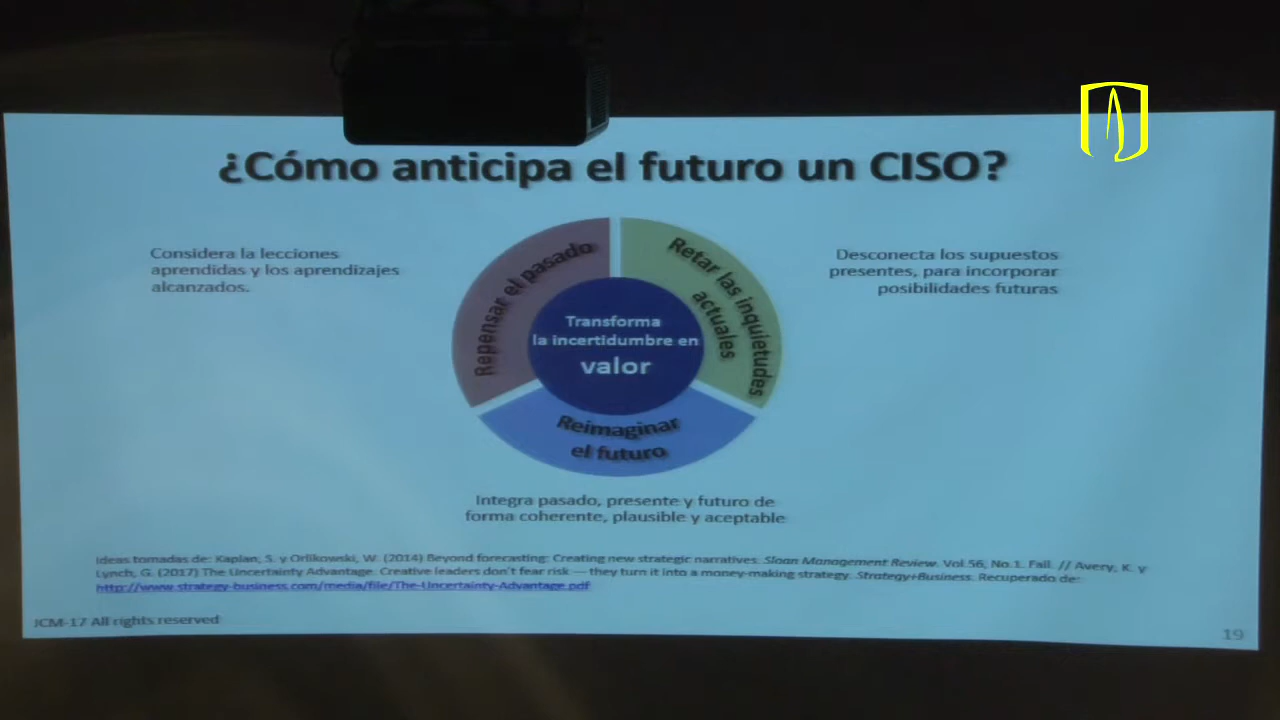 ¿Cómo anticipa el futuro un CISO?
Considera la lecciones
aprendidas y los aprendizajes
alcanzados.
Repensar el pasado
Retar las inquietudes
actuales
Desconecta los supuestos
presentes, para incorporar
posibilidades futuras
Transforma
la incertidumbre en
valor
Reimaginar
el futuro
Integra pasado, presente y futuro de
forma coherente, plausible y aceptable
Ideas tomadas de: Kaplan, S. y Orlikowski, W. (2014) Beyond forecasting: Creating new strategic narratives. Sloan Management Review. Vol.56, No.1. Fall. // Avery, K. y
Lynch, G. (2017) The Uncertainty Advantage. Creative leaders don't fear risk — they turn it into a money-making strategy. Strategy+Business. Recuperado de:
http://www.strategy-business.com/media/file/The-Uncertainty-Advantage.pdf
JCM-17 All rights reserved
19